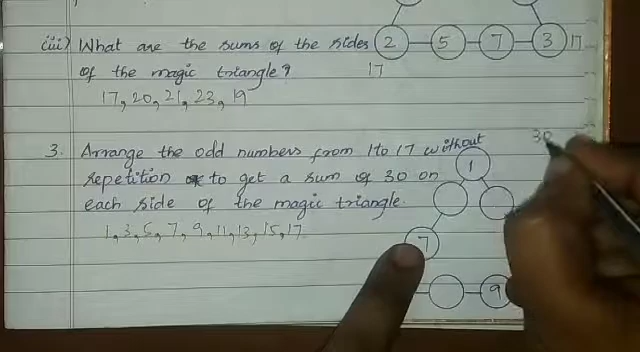 iii) What are the sums of the sides
of the magic triangle?
17
17, 20, 21, 23, 19
2 5 7 3 17
3. Arrange the odd numbers from 1 to 17 without
repetition to get a sum of 30 on
each side of the magic triangle.
1, 3, 5, 7, 9, 11, 13, 15, 17
30
1
7
9